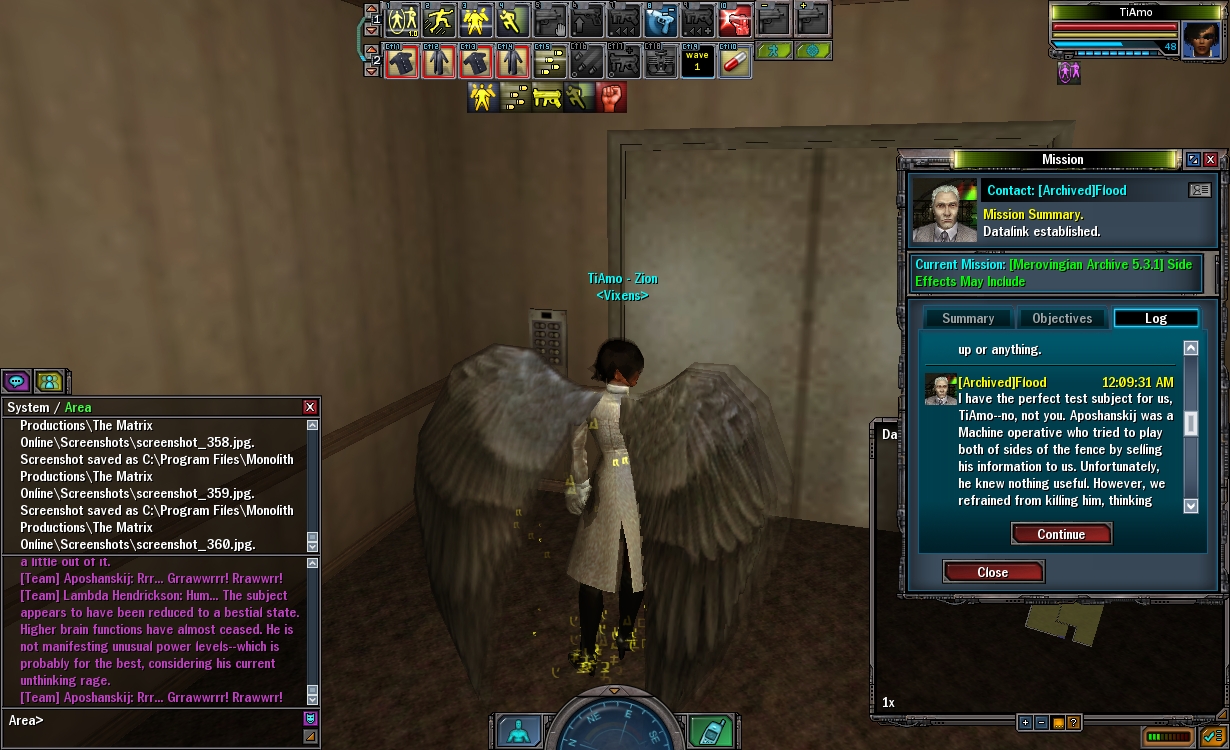 TiAmo
48
wave
1
Mission
Contact: [Archived]Flood
Mission Summary.
Datalink established.
Current Mission: [Merovingian Archive 5.3.1] Side
Effects May Include
Summary
Objectives
Log
up or anything.
[Archived]Flood 12:09:31 AM
I have the perfect test subject for us,
TiAmo--no, not you. Aposhanskij was a
Machine operative who tried to play
both of sides of the fence by selling
his information to us. Unfortunately,
he knew nothing useful. However, we
refrained from killing him, thinking
Continue
Close
TiAmo - Zion
<Vixens>
System / Area
Productions\The Matrix
Online\Screenshots\screenshot_358.jpg.
Screenshot saved as C:\Program Files\Monolith
Productions\The Matrix
Online\Screenshots\screenshot_359.jpg.
Screenshot saved as C:\Program Files\Monolith
Productions\The Matrix
Online\Screenshots\screenshot_360.jpg.
a little out of it.
[Team] Aposhanskij: Rrr... Grrawwrrr! Rrawwrr!
[Team] Lambda Hendrickson: Hum... The subject
appears to have been reduced to a bestial state.
Higher brain functions have almost ceased. He is
not manifesting unusual power levels--which is
probably for the best, considering his current
unthinking rage.
[Team] Aposhanskij: Rrr... Grrawwrrr! Rrawwrr!
Area>
Da
1x
N
NE
E
SE